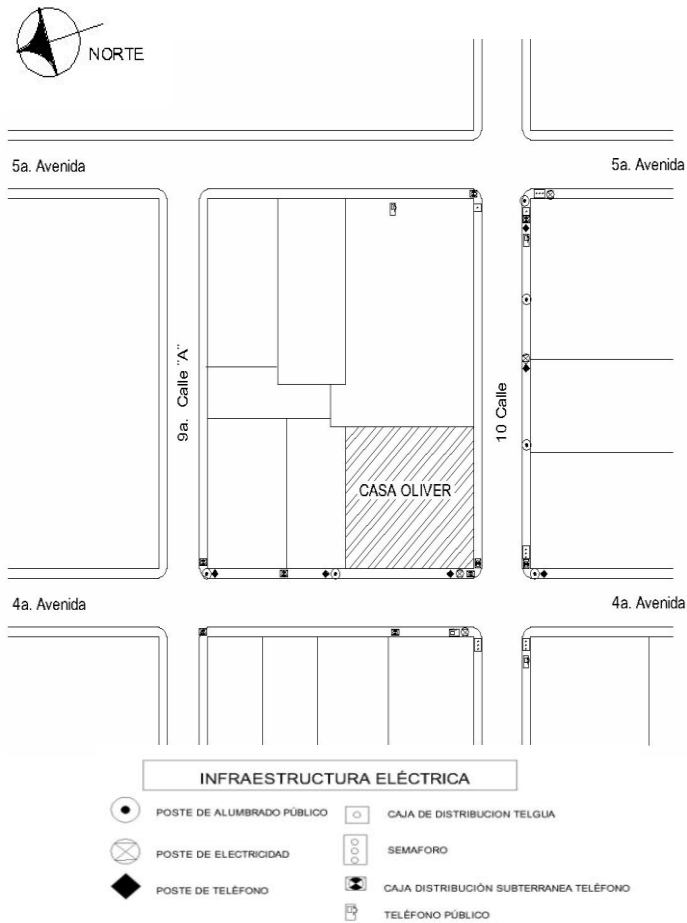 NORTE
5a. Avenida
5a. Avenida
9a. Calle "A"
10 Calle
CASA OLIVER
4a. Avenida
4a. Avenida
INFRAESTRUCTURA ELÉCTRICA
POSTE DE ALUMBRADO PÚBLICO
CAJA DE DISTRIBUCION TELGUA
POSTE DE ELECTRICIDAD
SEMAFORO
POSTE DE TELÉFONO
CAJA DISTRIBUCIÓN SUBTERRANEA TELÉFONO
TELÉFONO PÚBLICO